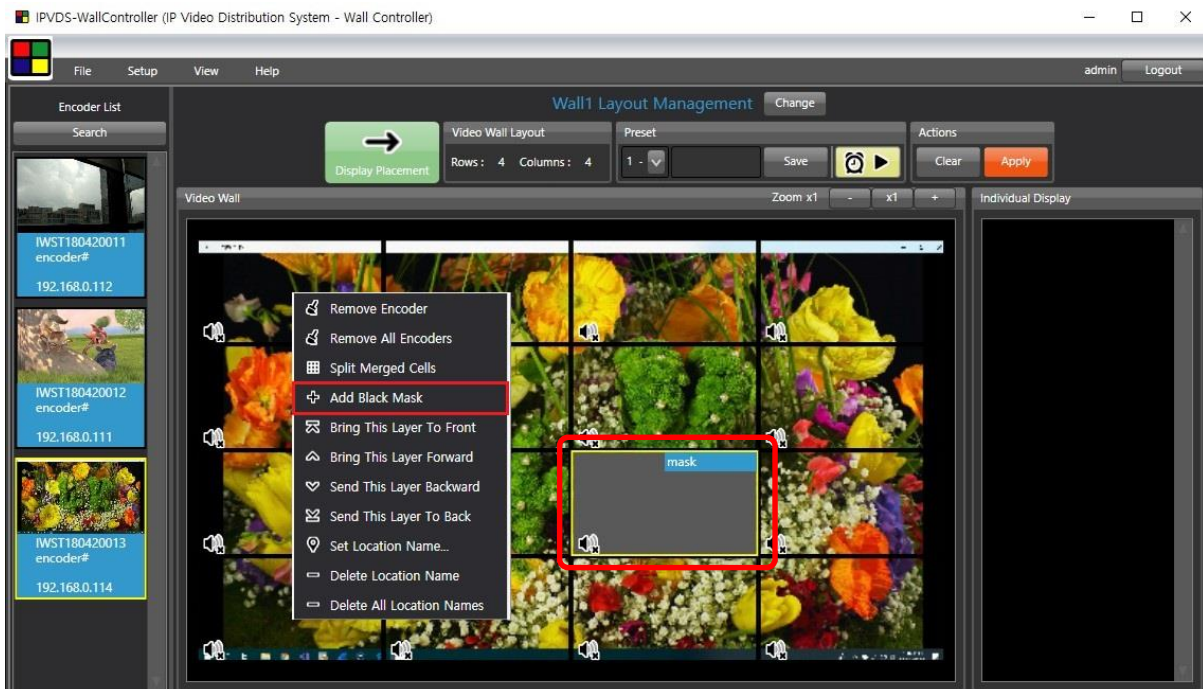 IPVDS-WallController (IP Video Distribution System - Wall Controller)
File Setup View Help
admin Logout
Encoder List
Search
Wall1 Layout Management Change
Display Placement
Video Wall Layout
Rows : 4 Columns : 4
Preset
1 -
Save
Actions
Clear Apply
Video Wall
Zoom x1 - x1 +
Individual Display
IWST180420011
encoder#
192.168.0.112
IWST180420012
encoder#
192.168.0.111
IWST180420013
encoder#
192.168.0.114
Remove Encoder
Remove All Encoders
Split Merged Cells
Add Black Mask
Bring This Layer To Front
Bring This Layer Forward
Send This Layer Backward
Send This Layer To Back
Set Location Name...
Delete Location Name
Delete All Location Names
mask